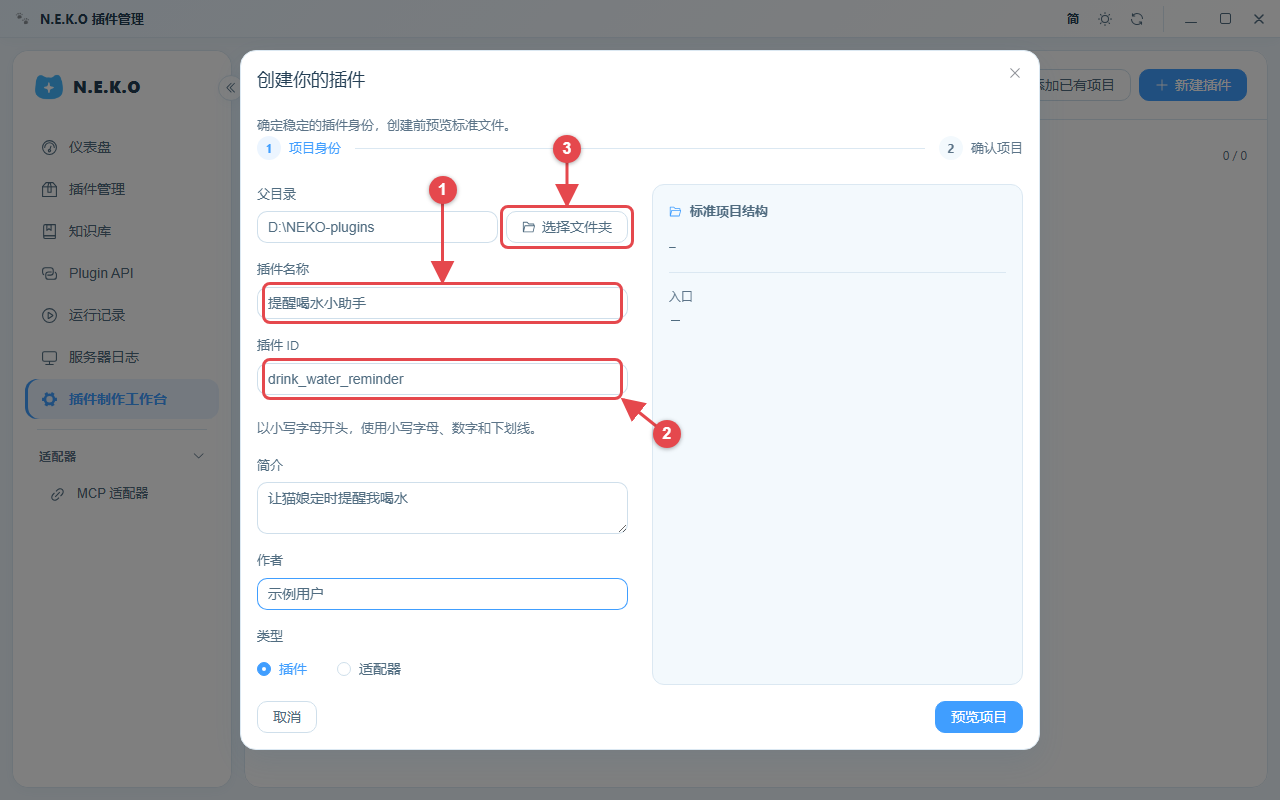 N.E.K.O 插件管理
简
N.E.K.O
仪表盘
插件管理
知识库
Plugin API
运行记录
服务器日志
插件制作工作台
适配器
MCP 适配器
加已有项目
新建插件
0 / 0
创建你的插件
确定稳定的插件身份，创建前预览标准文件。
1 项目身份
2 确认项目
3
1
父目录
D:\NEKO-plugins
选择文件夹
插件名称
提醒喝水小助手
插件 ID
drink_water_reminder
2
以小写字母开头，使用小写字母、数字和下划线。
简介
让猫娘定时提醒我喝水
作者
示例用户
类型
插件
适配器
标准项目结构
–
入口
—
取消
预览项目